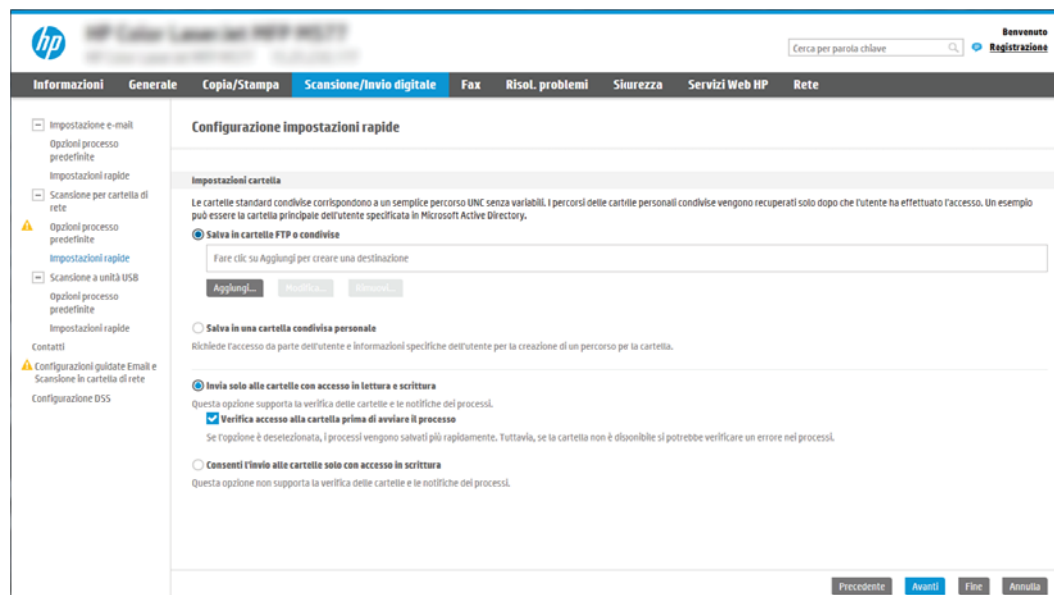 hp
HP Color LaserJet MFP M577
Benvenuto
Cerca per parola chiave
Registrazione
Informazioni Generale Copia/Stampa Scansione/Invio digitale Fax Risol. problemi Sicurezza Servizi Web HP Rete
Impostazione e-mail
Opzioni processo
predefinite
Impostazioni rapide
Scansione per cartella di
rete
Opzioni processo
predefinite
Impostazioni rapide
Scansione a unità USB
Opzioni processo
predefinite
Impostazioni rapide
Contatti
Configurazioni guidate Email e
Scansione in cartella di rete
Configurazione DSS
Configurazione impostazioni rapide
Impostazioni cartella
Le cartelle standard condivise corrispondono a un semplice percorso UNC senza variabili. I percorsi delle cartelle personali condivise vengono recuperati solo dopo che l'utente ha effettuato l'accesso. Un esempio
può essere la cartella principale dell'utente specificata in Microsoft Active Directory.
Salva in cartelle FTP o condivise
Fare clic su Aggiungi per creare una destinazione
Aggiungi... Modifica... Rimuovi...
Salva in una cartella condivisa personale
Richiede l'accesso da parte dell'utente e informazioni specifiche dell'utente per la creazione di un percorso per la cartella.
Invia solo alle cartelle con accesso in lettura e scrittura
Questa opzione supporta la verifica delle cartelle e le notifiche dei processi.
Verifica accesso alla cartella prima di avviare il processo
Se l'opzione è deselezionata, i processi vengono salvati più rapidamente. Tuttavia, se la cartella non è disponibile si potrebbe verificare un errore nei processi.
Consenti l'invio alle cartelle solo con accesso in scrittura
Questa opzione non supporta la verifica delle cartelle e le notifiche dei processi.
Precedente Avanti Fine Annulla